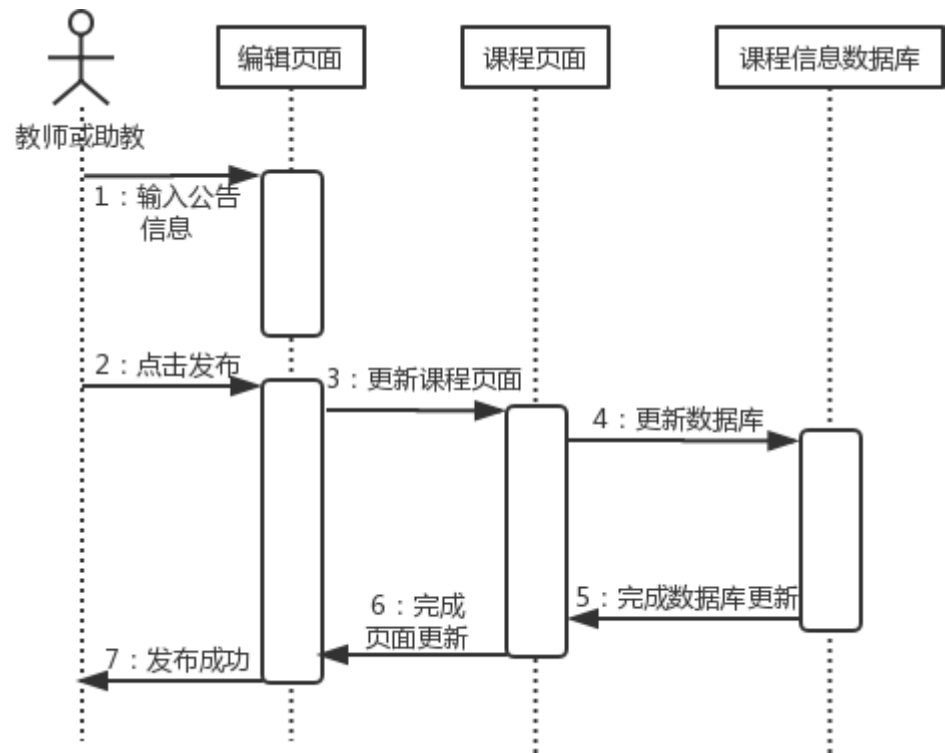 编辑页面
课程页面
课程信息数据库
教师或助教
1：输入公告
信息
2：点击发布
3：更新课程页面
4：更新数据库
5：完成数据库更新
6：完成
页面更新
7：发布成功